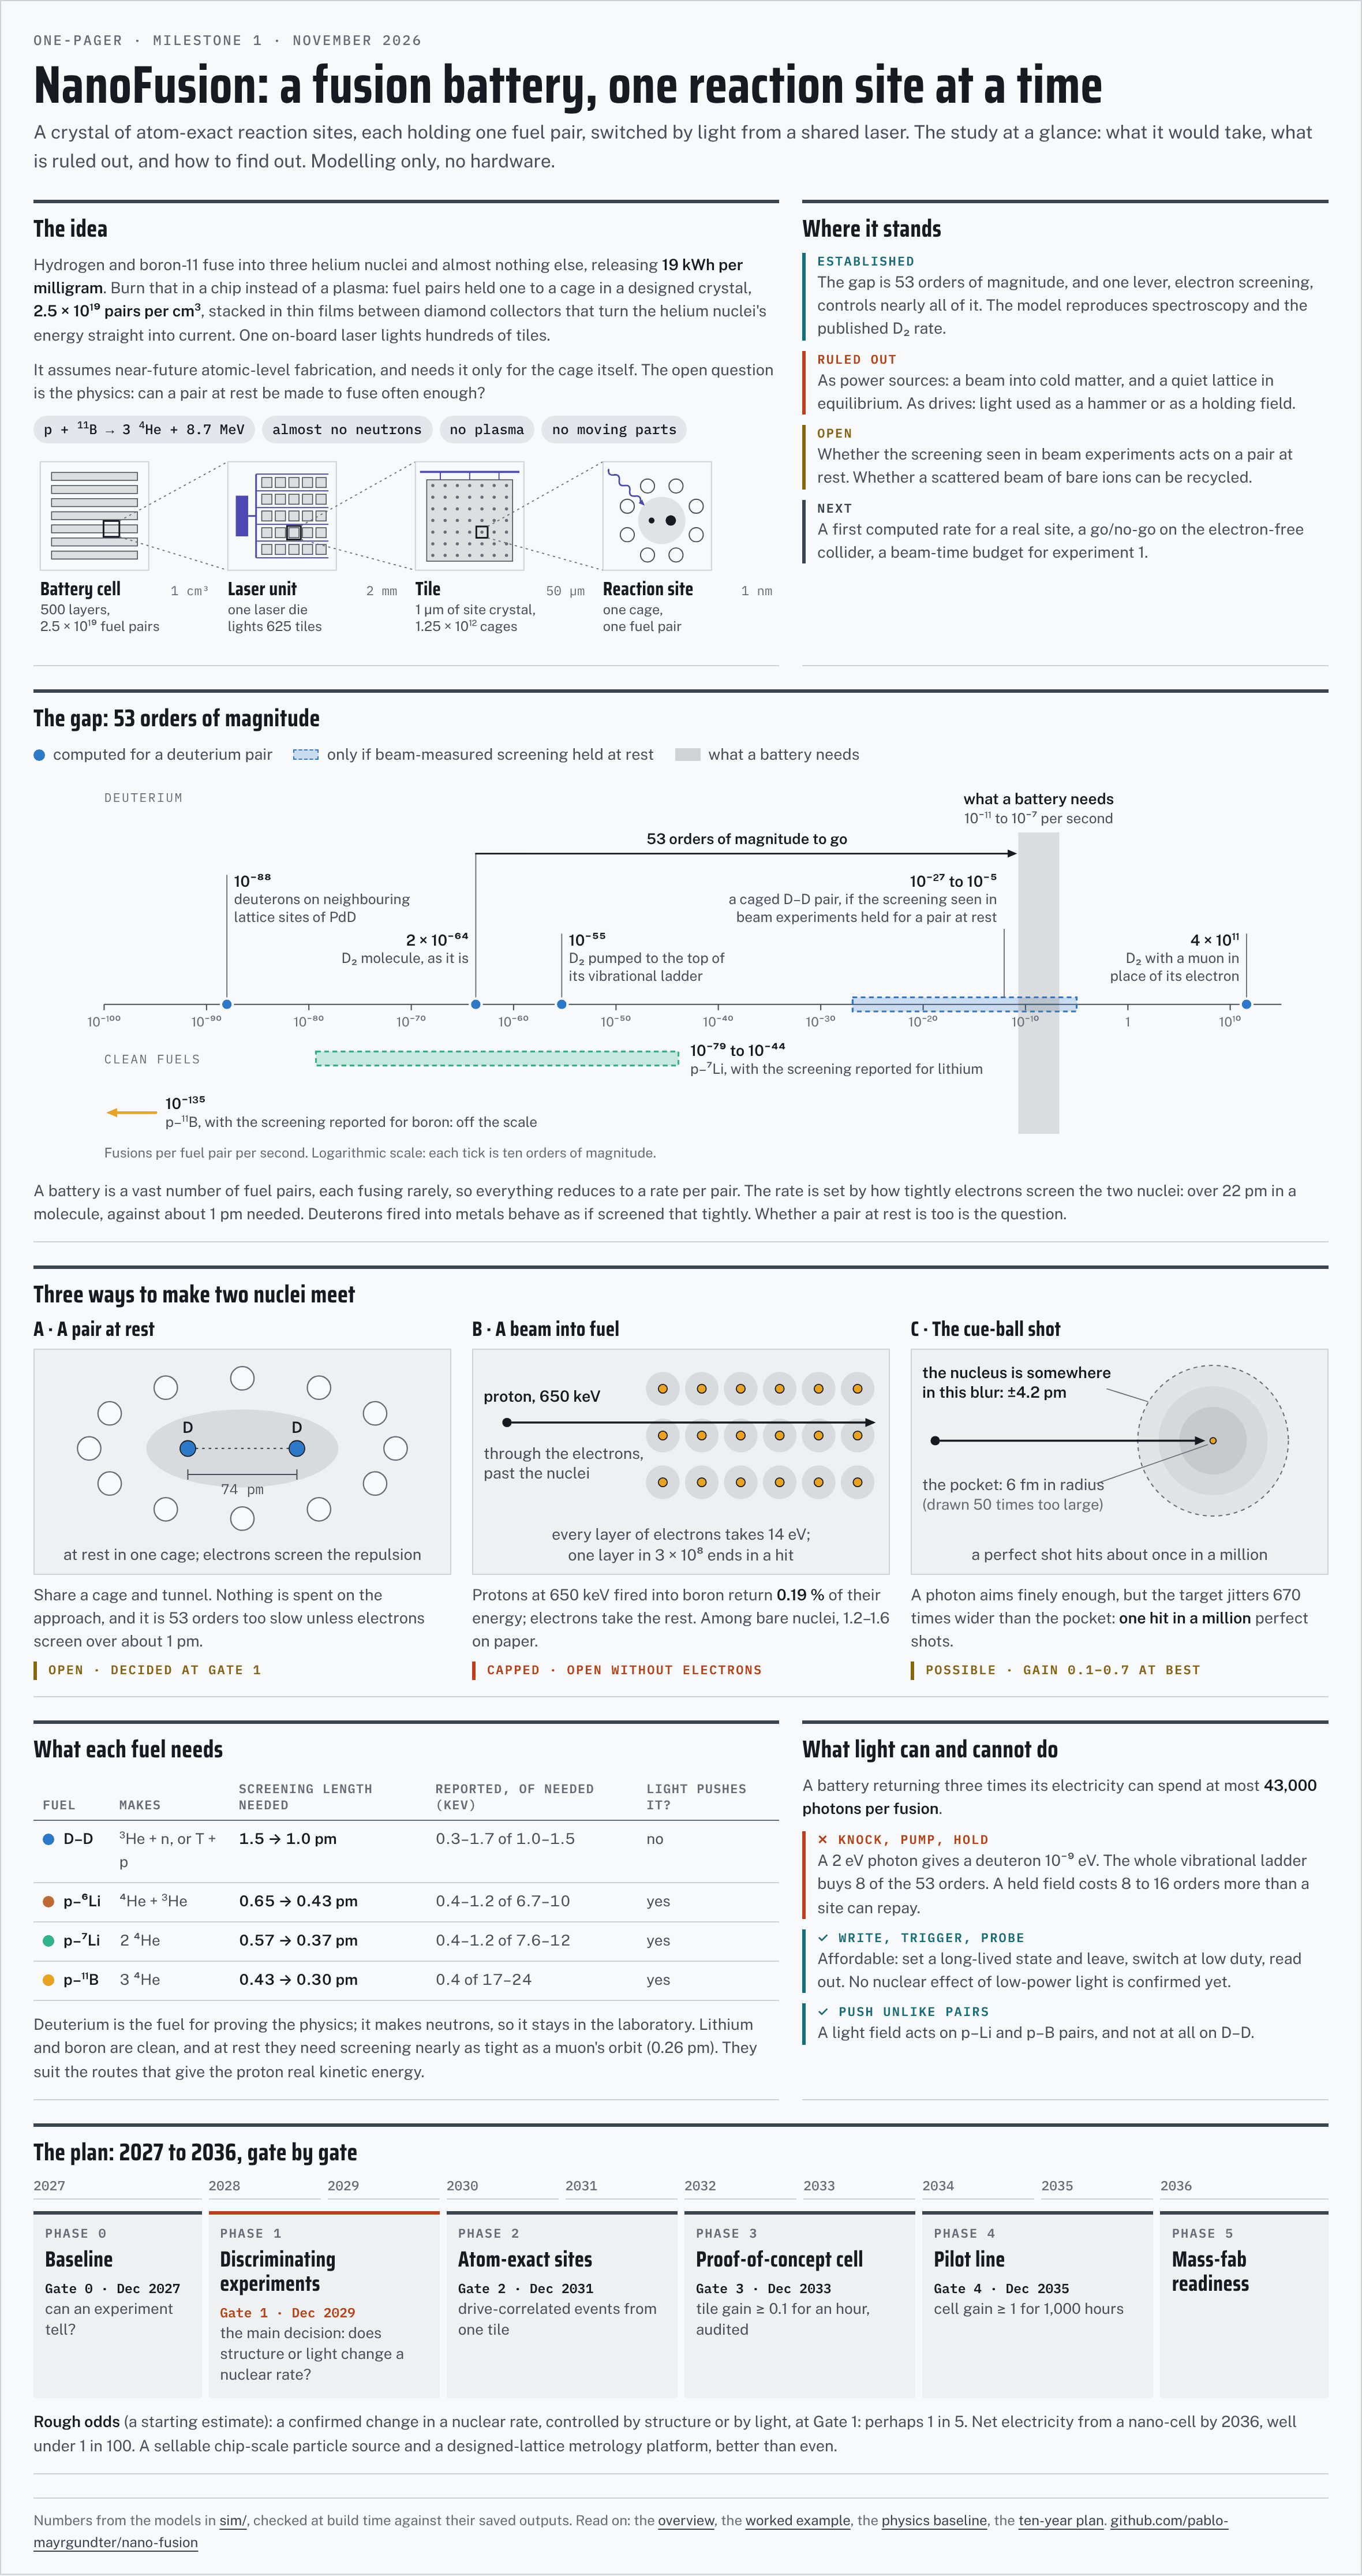 ONE-PAGER · MILESTONE 1 · NOVEMBER 2026
NanoFusion: a fusion battery, one reaction site at a time
A crystal of atom-exact reaction sites, each holding one fuel pair, switched by light from a shared laser. The study at a glance: what it would take, what
is ruled out, and how to find out. Modelling only, no hardware.
The idea
Hydrogen and boron-11 fuse into three helium nuclei and almost nothing else, releasing 19 kWh per
milligram. Burn that in a chip instead of a plasma: fuel pairs held one to a cage in a designed crystal,
2.5 × 10¹⁹ pairs per cm³, stacked in thin films between diamond collectors that turn the helium nuclei's
energy straight into current. One on-board laser lights hundreds of tiles.
It assumes near-future atomic-level fabrication, and needs it only for the cage itself. The open question
is the physics: can a pair at rest be made to fuse often enough?
p + ¹¹B → 3 ⁴He + 8.7 MeV
almost no neutrons
no plasma
no moving parts
Battery cell 1 cm³
500 layers,
2.5 × 10¹⁹ fuel pairs
Laser unit 2 mm
one laser die
lights 625 tiles
Tile 50 µm
1 µm of site crystal,
1.25 × 10¹² cages
Reaction site 1 nm
one cage,
one fuel pair
Where it stands
ESTABLISHED
The gap is 53 orders of magnitude, and one lever, electron screening,
controls nearly all of it. The model reproduces spectroscopy and the
published D₂ rate.
RULED OUT
As power sources: a beam into cold matter, and a quiet lattice in
equilibrium. As drives: light used as a hammer or as a holding field.
OPEN
Whether the screening seen in beam experiments acts on a pair at
rest. Whether a scattered beam of bare ions can be recycled.
NEXT
A first computed rate for a real site, a go/no-go on the electron-free
collider, a beam-time budget for experiment 1.
The gap: 53 orders of magnitude
computed for a deuterium pair
only if beam-measured screening held at rest
what a battery needs
DEUTERIUM
what a battery needs
10⁻¹¹ to 10⁻⁷ per second
53 orders of magnitude to go
10⁻⁸⁸
deuterons on neighbouring
lattice sites of PdD
10⁻²⁷ to 10⁻⁵
a caged D–D pair, if the screening seen in
beam experiments held for a pair at rest
2 × 10⁻⁶⁴
D₂ molecule, as it is
10⁻⁵⁵
D₂ pumped to the top of
its vibrational ladder
4 × 10¹¹
D₂ with a muon in
place of its electron
10⁻¹⁰⁰ 10⁻⁹⁰ 10⁻⁸⁰ 10⁻⁷⁰ 10⁻⁶⁰ 10⁻⁵⁰ 10⁻⁴⁰ 10⁻³⁰ 10⁻²⁰ 10⁻¹⁰ 1 10¹⁰
CLEAN FUELS
10⁻⁷⁹ to 10⁻⁴⁴
p–⁷Li, with the screening reported for lithium
10⁻¹³⁵
p–¹¹B, with the screening reported for boron: off the scale
Fusions per fuel pair per second. Logarithmic scale: each tick is ten orders of magnitude.
A battery is a vast number of fuel pairs, each fusing rarely, so everything reduces to a rate per pair. The rate is set by how tightly electrons screen the two nuclei: over 22 pm in a
molecule, against about 1 pm needed. Deuterons fired into metals behave as if screened that tightly. Whether a pair at rest is too is the question.
Three ways to make two nuclei meet
A · A pair at rest
D D
74 pm
at rest in one cage; electrons screen the repulsion
Share a cage and tunnel. Nothing is spent on the
approach, and it is 53 orders too slow unless electrons
screen over about 1 pm.
OPEN · DECIDED AT GATE 1
B · A beam into fuel
proton, 650 keV
through the electrons,
past the nuclei
every layer of electrons takes 14 eV;
one layer in 3 × 10⁸ ends in a hit
Protons at 650 keV fired into boron return 0.19 % of their
energy; electrons take the rest. Among bare nuclei, 1.2–1.6
on paper.
CAPPED · OPEN WITHOUT ELECTRONS
C · The cue-ball shot
the nucleus is somewhere
in this blur: ±4.2 pm
the pocket: 6 fm in radius
(drawn 50 times too large)
a perfect shot hits about once in a million
A photon aims finely enough, but the target jitters 670
times wider than the pocket: one hit in a million perfect
shots.
POSSIBLE · GAIN 0.1–0.7 AT BEST
What each fuel needs
FUEL MAKES SCREENING LENGTH NEEDED REPORTED, OF NEEDED (KEV) LIGHT PUSHES IT?
D–D ³He + n, or T + p 1.5 → 1.0 pm 0.3–1.7 of 1.0–1.5 no
p–⁶Li ⁴He + ³He 0.65 → 0.43 pm 0.4–1.2 of 6.7–10 yes
p–⁷Li 2 ⁴He 0.57 → 0.37 pm 0.4–1.2 of 7.6–12 yes
p–¹¹B 3 ⁴He 0.43 → 0.30 pm 0.4 of 17–24 yes
Deuterium is the fuel for proving the physics; it makes neutrons, so it stays in the laboratory. Lithium
and boron are clean, and at rest they need screening nearly as tight as a muon's orbit (0.26 pm). They
suit the routes that give the proton real kinetic energy.
What light can and cannot do
A battery returning three times its electricity can spend at most 43,000
photons per fusion.
✕ KNOCK, PUMP, HOLD
A 2 eV photon gives a deuteron 10⁻⁹ eV. The whole vibrational ladder
buys 8 of the 53 orders. A held field costs 8 to 16 orders more than a
site can repay.
✓ WRITE, TRIGGER, PROBE
Affordable: set a long-lived state and leave, switch at low duty, read
out. No nuclear effect of low-power light is confirmed yet.
✓ PUSH UNLIKE PAIRS
A light field acts on p–Li and p–B pairs, and not at all on D–D.
The plan: 2027 to 2036, gate by gate
2027 2028 2029 2030 2031 2032 2033 2034 2035 2036
PHASE 0
Baseline
Gate 0 · Dec 2027
can an experiment
tell?
PHASE 1
Discriminating
experiments
Gate 1 · Dec 2029
the main decision: does
structure or light change a
nuclear rate?
PHASE 2
Atom-exact sites
Gate 2 · Dec 2031
drive-correlated events from
one tile
PHASE 3
Proof-of-concept cell
Gate 3 · Dec 2033
tile gain ≥ 0.1 for an hour,
audited
PHASE 4
Pilot line
Gate 4 · Dec 2035
cell gain ≥ 1 for 1,000 hours
PHASE 5
Mass-fab
readiness
Rough odds (a starting estimate): a confirmed change in a nuclear rate, controlled by structure or by light, at Gate 1: perhaps 1 in 5. Net electricity from a nano-cell by 2036, well
under 1 in 100. A sellable chip-scale particle source and a designed-lattice metrology platform, better than even.
Numbers from the models in sim/, checked at build time against their saved outputs. Read on: the overview, the worked example, the physics baseline, the ten-year plan. github.com/pablo-
mayrgundter/nano-fusion